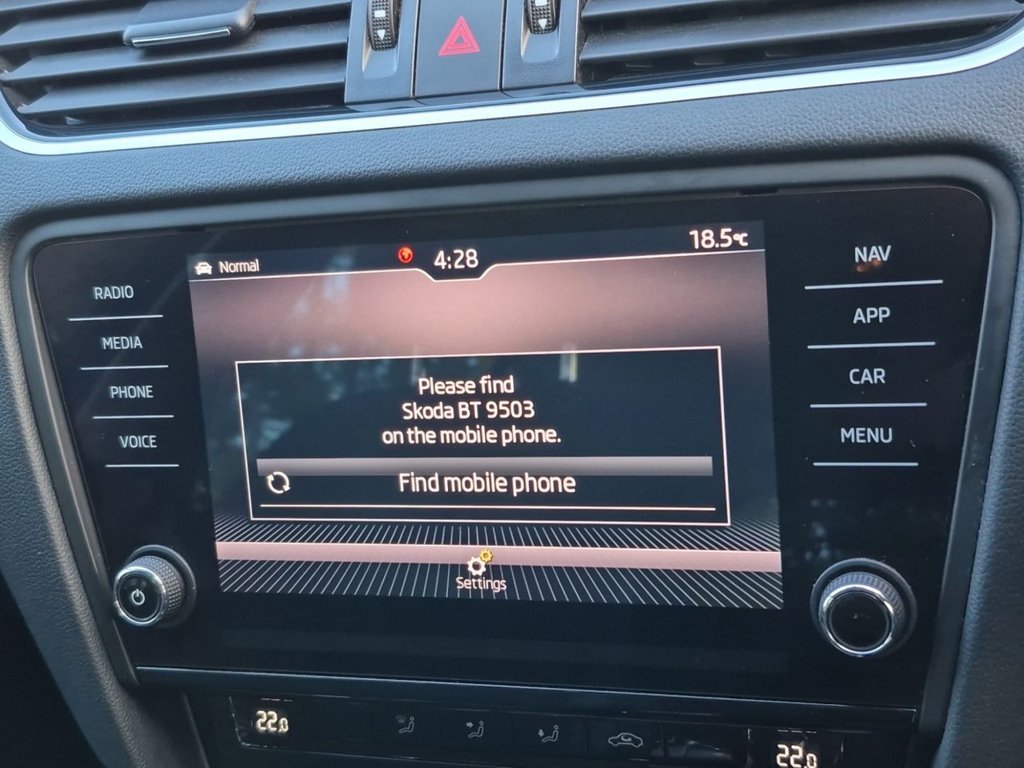 Normal
4:28
18.5°C
RADIO
MEDIA
PHONE
VOICE
Please find
Skoda BT 9503
on the mobile phone.
Find mobile phone
Settings
NAV
APP
CAR
MENU
22.0
22.0